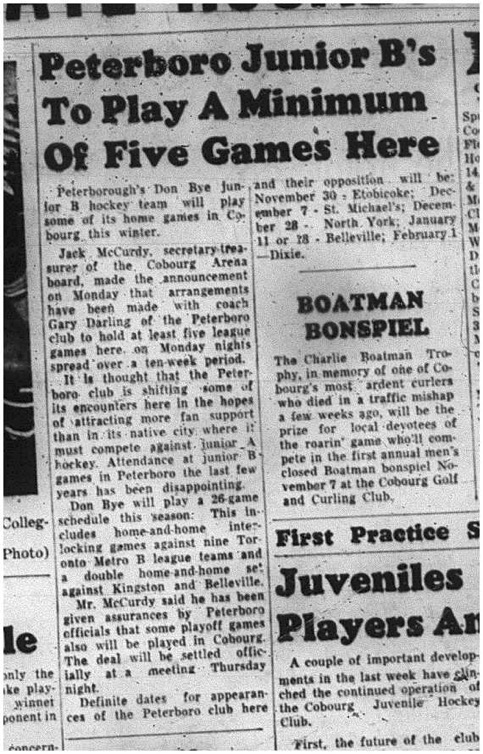 Peterboro Junior B's
To Play A Minimum
Of Five Games Here
Peterborough's Don Bye jun-
ior B hockey team will play
some of its home games in Co-
bourg this winter.
Jack McCurdy, secretary-trea-
surer of the Cobourg Arena
board, made the announcement
on Monday that arrangements
have been made with coach
Gary Darling of the Peterboro
club to hold at least five league
games here on Monday nights
spread over a ten-week period.
It is thought that the Peter-
boro club is shifting some of
its encounters here in the hopes
of attracting more fan support
than in its native city where it
must compete against junior A
hockey. Attendance at junior B
games in Peterboro the last few
years has been disappointing.
Don Bye will play a 26-game
schedule this season: This in-
cludes home-and-home inter-
locking games against nine Tor-
onto Metro B league teams and
a double home-and-home set
against Kingston and Belleville.
Mr. McCurdy said he has been
given assurances by Peterboro
officials that some playoff games
also will be played in Cobourg.
The deal will be settled offic-
ially at a meeting Thursday
night.
Definite dates for appearan-
ces of the Peterboro club here
and their opposition will be:
November 30 - Etobicoke; Dec-
ember 7 - St. Michael's; Decem-
ber 28 - North York; January
11 or 18 - Belleville; February 1
—Dixie.
BOATMAN
BONSPIEL
The Charlie Boatman Tro-
phy, in memory of one of Co-
bourg's most ardent curlers
who died in a traffic mishap
a few weeks ago, will be the
prize for local devotees of
the roarin' game who'll com-
pete in the first annual men's
closed Boatman bonspiel No-
vember 7 at the Cobourg Golf
and Curling Club.
First Practice S
Juveniles
Players An
A couple of important develop-
ments in the last week have clin-
ched the continued operation of
the Cobourg Juvenile Hockey
Club.
First, the future of the club
Colleg-
Photo)
le
only the
ke play-
winner
ponent in
concern-